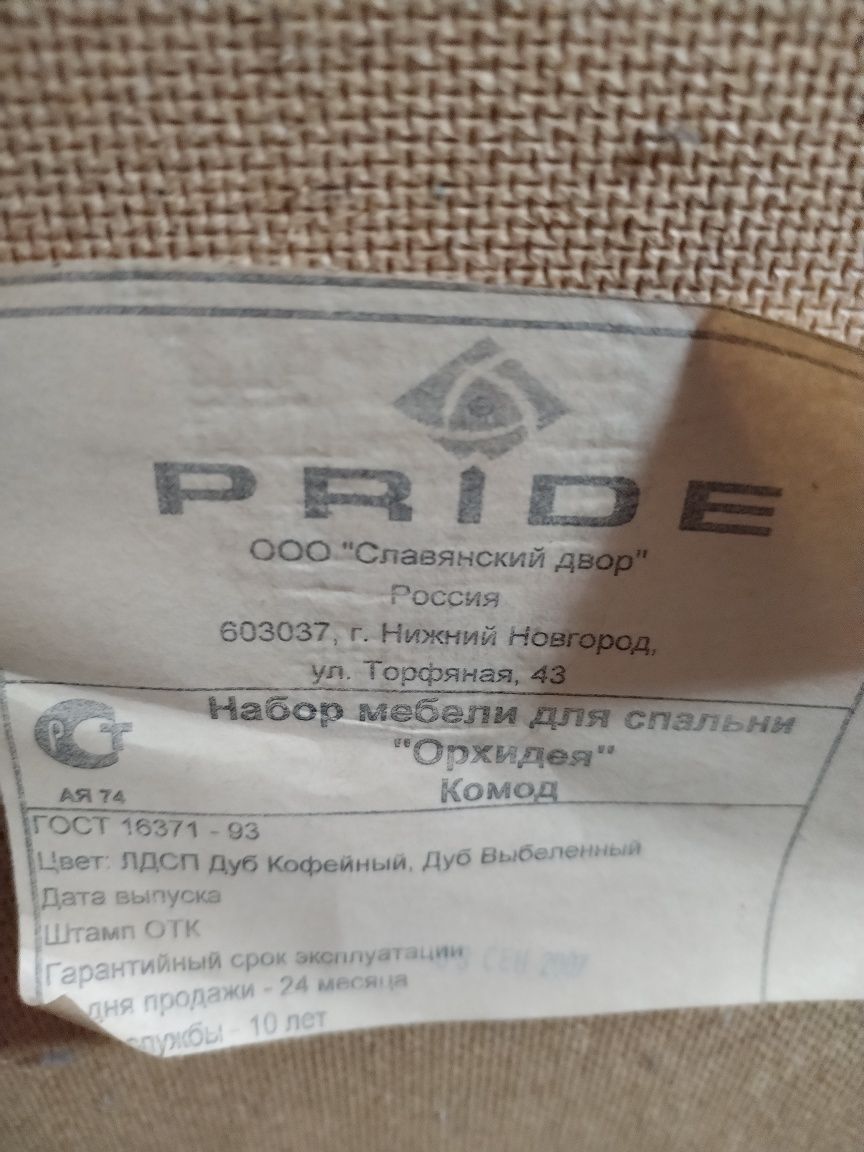 PRIDE
ООО "Славянский двор"
Россия
603037, г. Нижний Новгород,
ул. Торфяная, 43
РСТ
АЯ 74
Набор мебели для спальни
"Орхидея"
Комод
ГОСТ 16371 - 93
Цвет: ЛДСП Дуб Кофейный, Дуб Выбеленный
Дата выпуска
Штамп ОТК
Гарантийный срок эксплуатации
СЕН
дня продажи - 24 месяца
службы - 10 лет